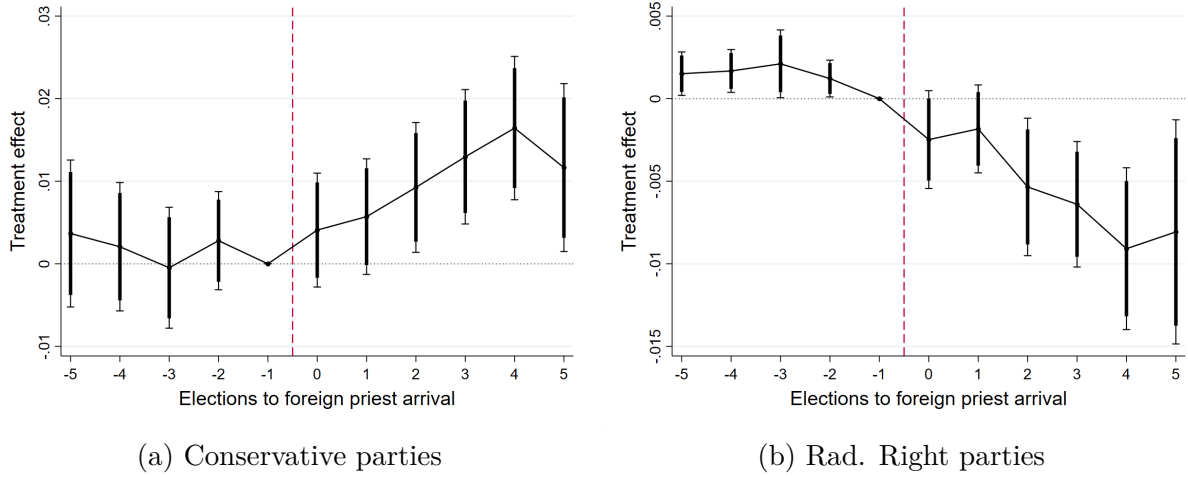 .03
.02
.01
0
-.01
Treatment effect
-5 -4 -3 -2 -1 0 1 2 3 4 5
Elections to foreign priest arrival
(a) Conservative parties
.005
0
-.005
-.01
-.015
Treatment effect
-5 -4 -3 -2 -1 0 1 2 3 4 5
Elections to foreign priest arrival
(b) Rad. Right parties